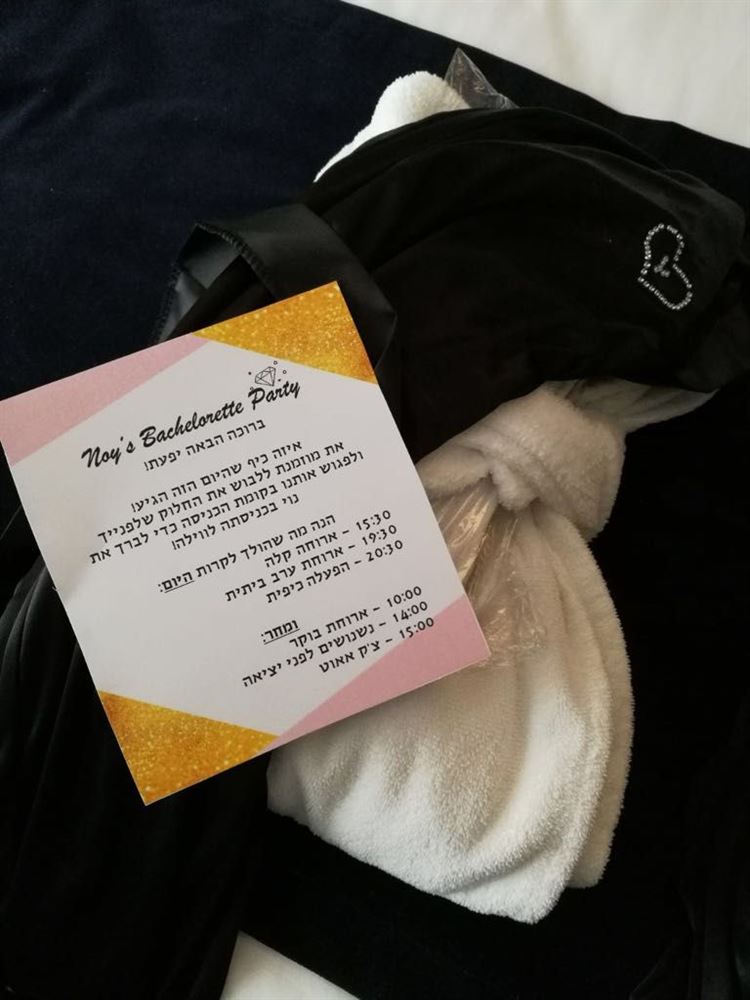 Noy's Bachelorette Party
ברוכה הבאה יפעת!
איזה כיף שהיום הזה הגיע!
את מוזמנת ללבוש את החלוק שלפנייך
ולפגוש אותנו בקומת הכניסה כדי לברך את
נוי בכניסתה לווילה!
הנה מה שהולך לקרות היום:
15:30 – ארוחה קלה
19:30 – ארוחת ערב ביתית
20:30 – הפעלה כיפית
ומחר:
10:00 – ארוחת בוקר
14:00 – נשנושים לפני יציאה
15:00 – צ'ק אאוט